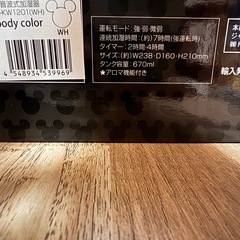 音波式加湿器
-KW1201(WH)
body color
WH
4 548934 539969
運転モード:強・弱・微弱
連続加湿時間:(約)7時間(強運転時)
タイマー:2時間・4時間
サイズ:W238・D160・H210mm
タンク容量:670ml
★アロマ機能付き
輸入